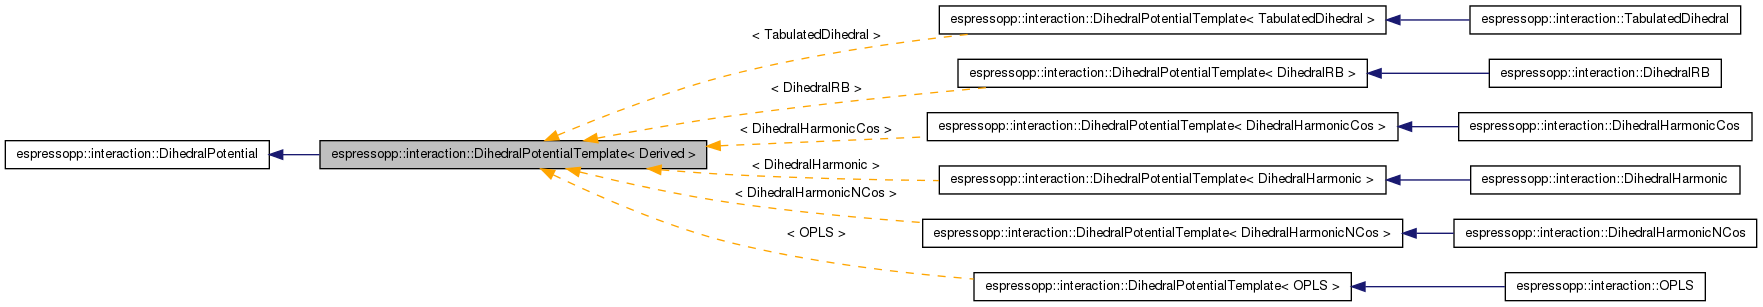 espressopp::interaction::DihedralPotentialTemplate< TabulatedDihedral >
espressopp::interaction::TabulatedDihedral
< TabulatedDihedral >
espressopp::interaction::DihedralPotentialTemplate< DihedralRB >
espressopp::interaction::DihedralRB
< DihedralRB >
espressopp::interaction::DihedralPotentialTemplate< DihedralHarmonicCos >
espressopp::interaction::DihedralHarmonicCos
< DihedralHarmonicCos >
espressopp::interaction::DihedralPotential
espressopp::interaction::DihedralPotentialTemplate< Derived >
< DihedralHarmonic >
espressopp::interaction::DihedralPotentialTemplate< DihedralHarmonic >
espressopp::interaction::DihedralHarmonic
< DihedralHarmonicNCos >
espressopp::interaction::DihedralPotentialTemplate< DihedralHarmonicNCos >
espressopp::interaction::DihedralHarmonicNCos
< OPLS >
espressopp::interaction::DihedralPotentialTemplate< OPLS >
espressopp::interaction::OPLS